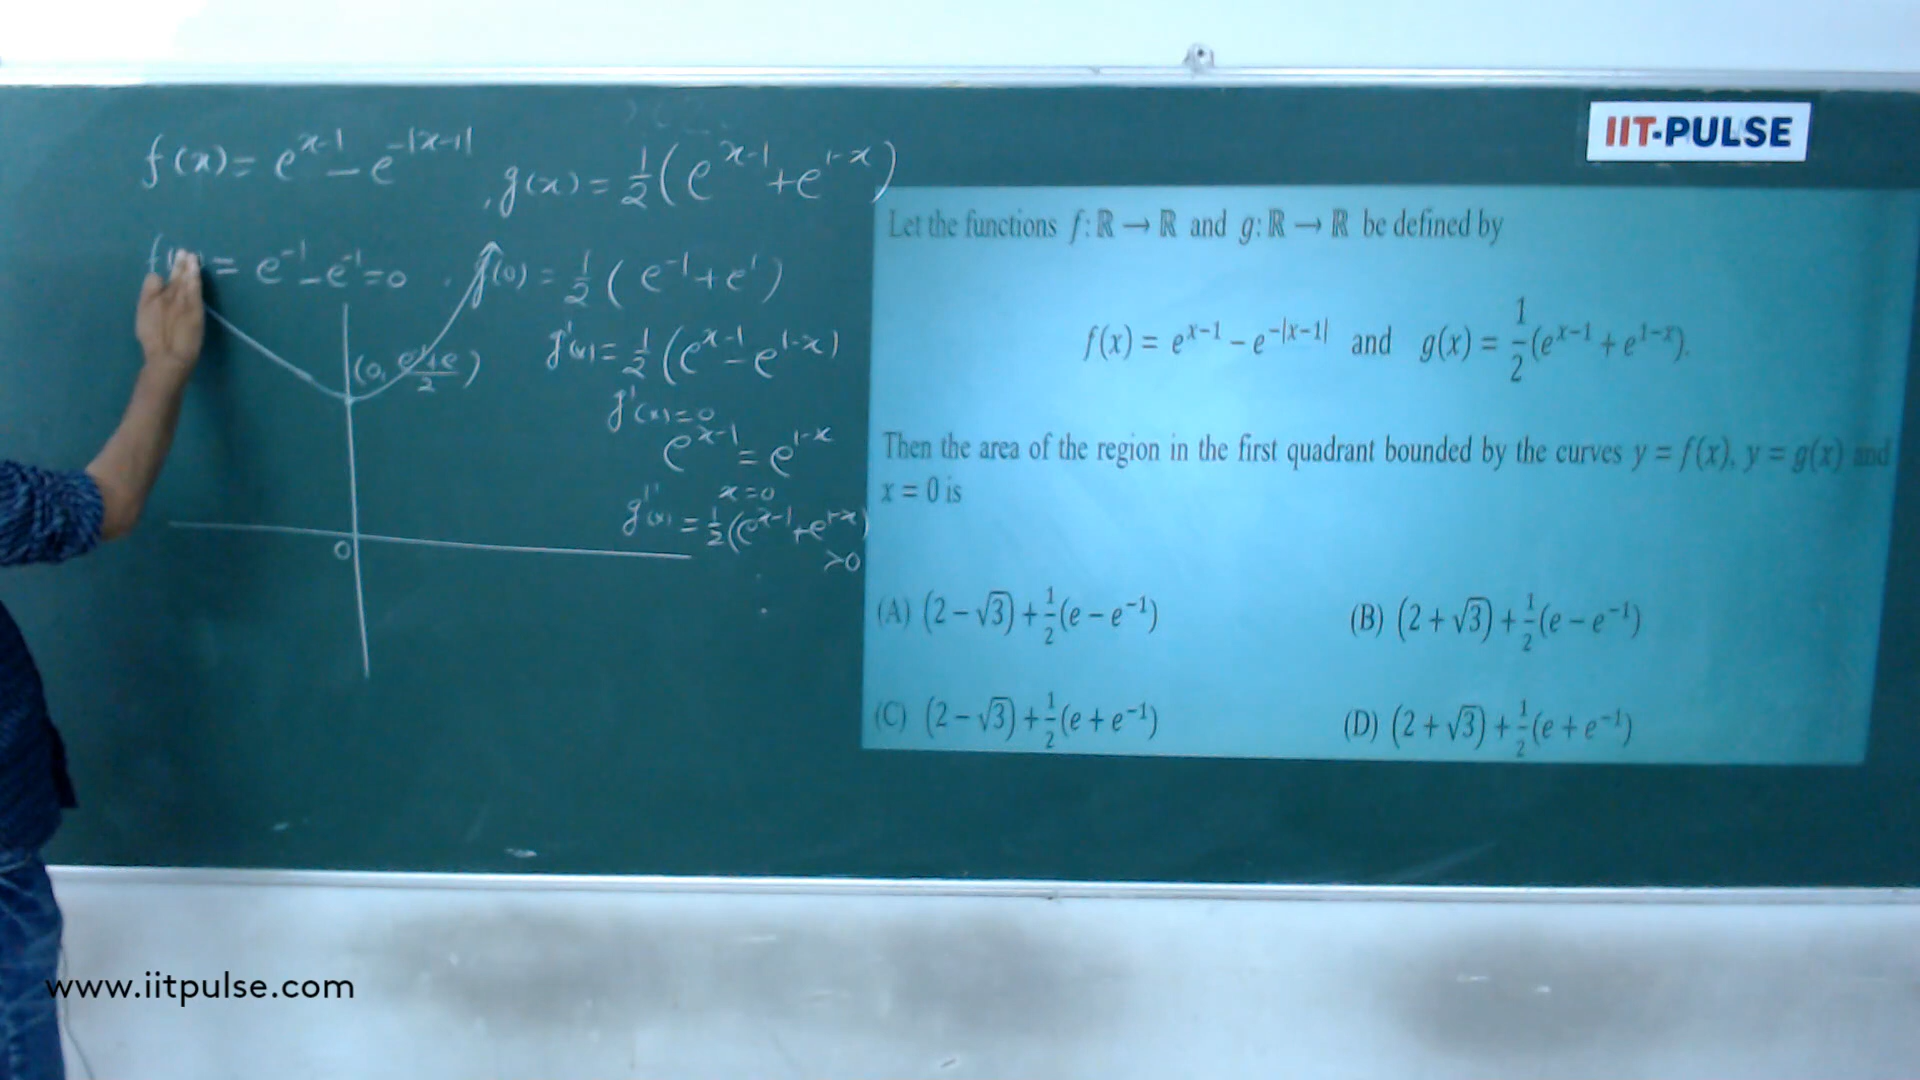 IIT-PULSE
f(x) = e^{x-1} - e^{-|x-1|} , g(x) = 1/2 (e^{x-1} + e^{1-x})
= e^{-1} - e^{-1} = 0 , g(0) = 1/2 ( e^{-1} + e^{1} )
g'(x) = 1/2 (e^{x-1} - e^{1-x})
(0, e^{-1}+e/2)
g'(x) = 0
e^{x-1} = e^{1-x}
x = 0
g''(x) = 1/2 (e^{x-1} + e^{1-x})
>0
0
Let the functions f: ℝ → ℝ and g: ℝ → ℝ be defined by
f(x) = e^{x-1} – e^{-|x-1|} and g(x) = 1/2 (e^{x-1} + e^{1-x}).
Then the area of the region in the first quadrant bounded by the curves y = f(x), y = g(x) and
x = 0 is
(A) (2 – √3) + 1/2 (e – e^{-1}) (B) (2 + √3) + 1/2 (e – e^{-1})
(C) (2 – √3) + 1/2 (e + e^{-1}) (D) (2 + √3) + 1/2 (e + e^{-1})
www.iitpulse.com